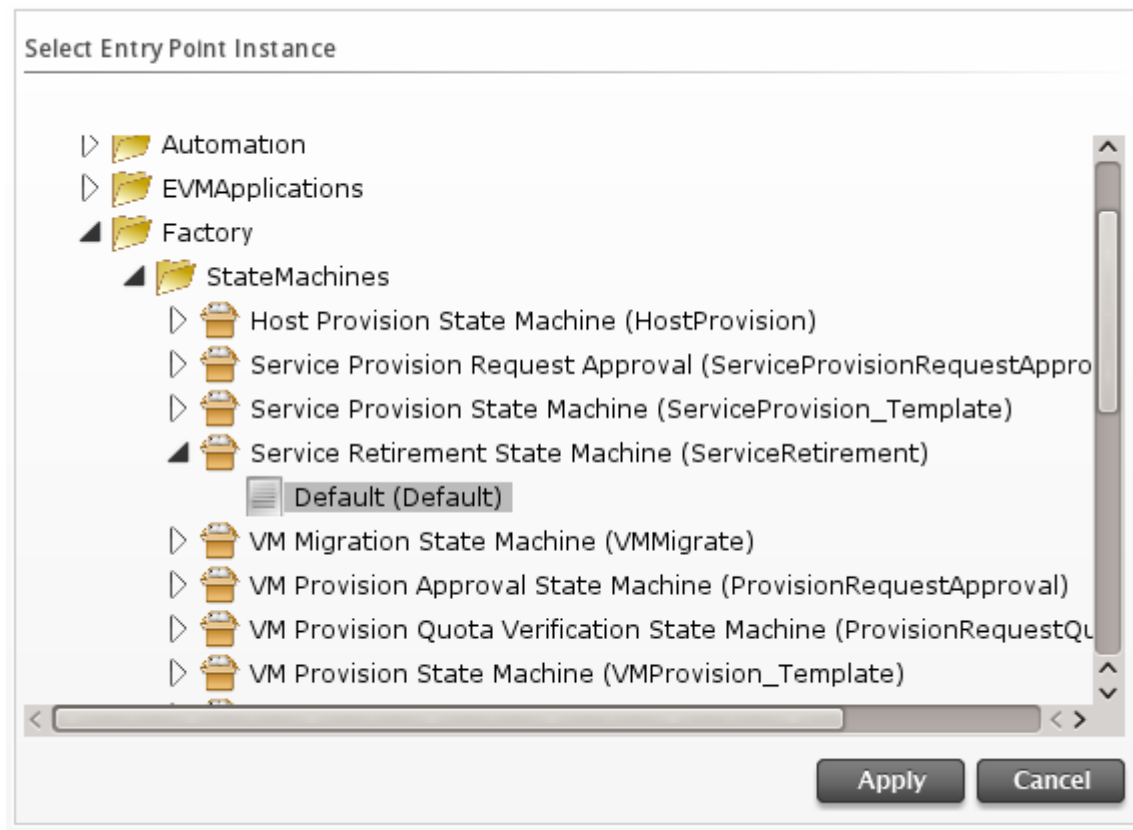 Select Entry Point Instance
Automation
EVMApplications
Factory
StateMachines
Host Provision State Machine (HostProvision)
Service Provision Request Approval (ServiceProvisionRequestAppro
Service Provision State Machine (ServiceProvision_Template)
Service Retirement State Machine (ServiceRetirement)
Default (Default)
VM Migration State Machine (VMMigrate)
VM Provision Approval State Machine (ProvisionRequestApproval)
VM Provision Quota Verification State Machine (ProvisionRequestQu
VM Provision State Machine (VMProvision_Template)
Apply Cancel